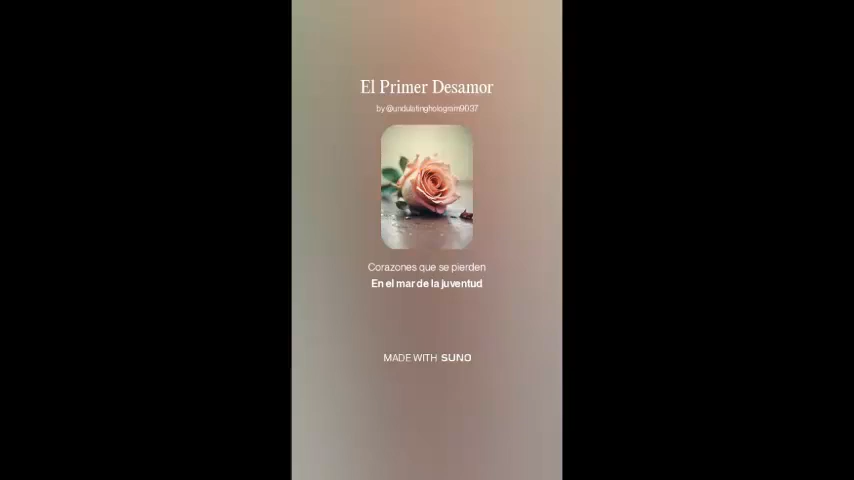 El Primer Desamor
by @undulatinghologram9037
Corazones que se pierden
En el mar de la juventud
MADE WITH SUNO